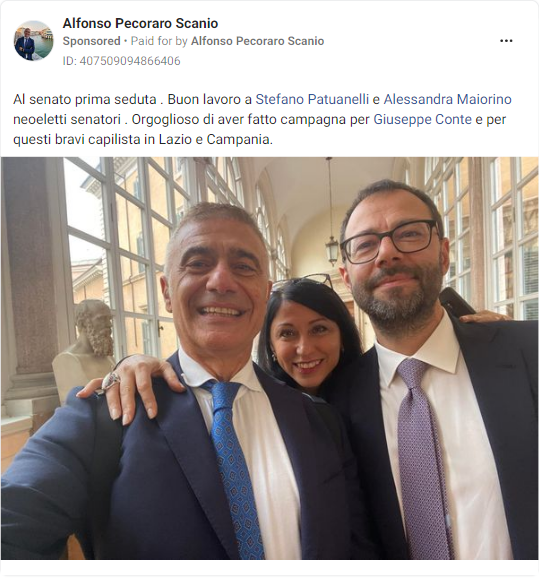 Alfonso Pecoraro Scanio
Sponsored • Paid for by Alfonso Pecoraro Scanio
ID: 407509094866406
Al senato prima seduta . Buon lavoro a Stefano Patuanelli e Alessandra Maiorino
neoeletti senatori . Orgoglioso di aver fatto campagna per Giuseppe Conte e per
questi bravi capilista in Lazio e Campania.